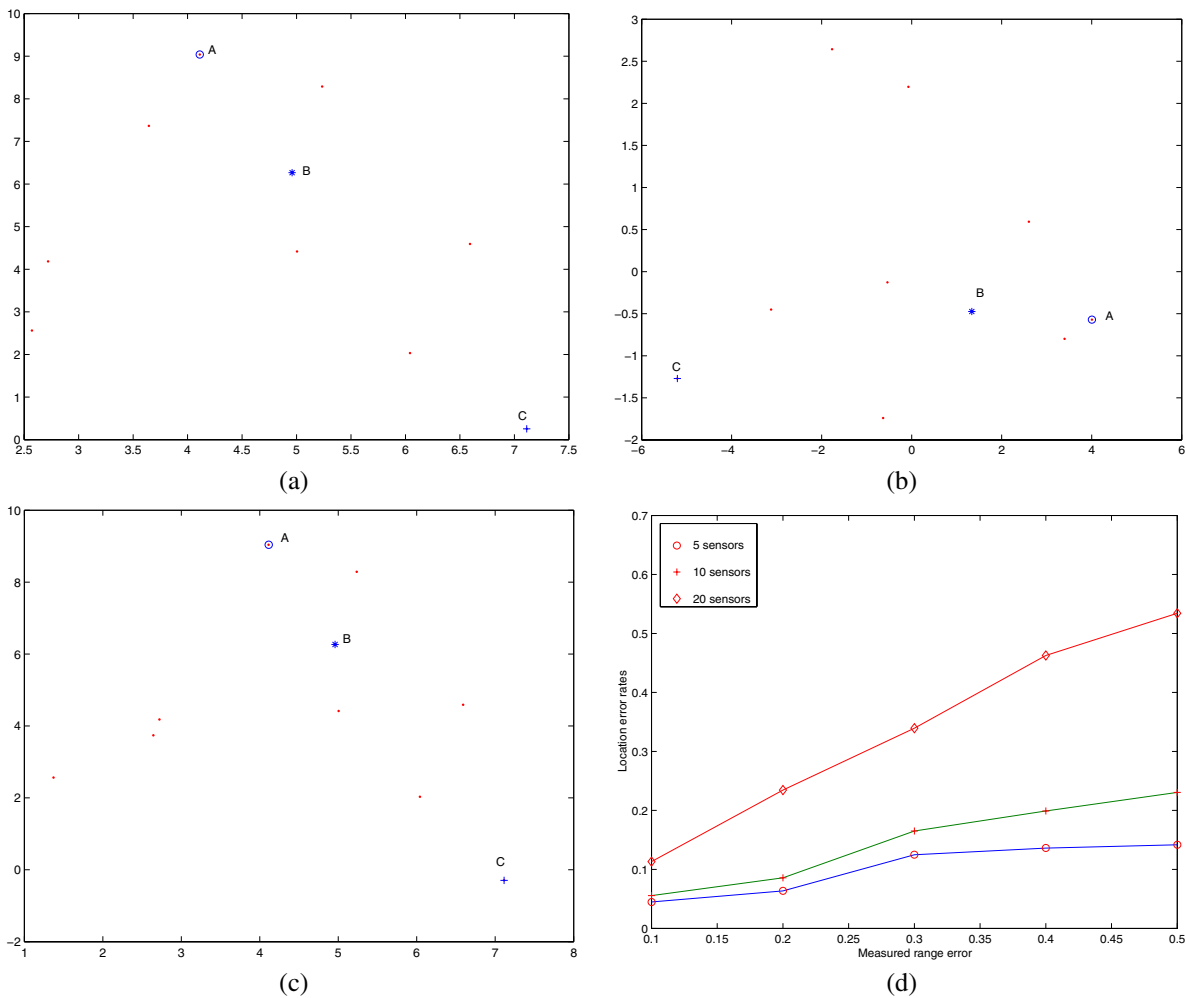 10
9
8
7
6
5
4
3
2
1
0
2.5 3 3.5 4 4.5 5 5.5 6 6.5 7 7.5
A
B
C
(a)
3
2.5
2
1.5
1
0.5
0
−0.5
−1
−1.5
−2
−6 −4 −2 0 2 4 6
B
A
C
(b)
10
8
6
4
2
0
−2
1 2 3 4 5 6 7 8
A
B
C
(c)
0.7
0.6
0.5
0.4
0.3
0.2
0.1
0
0.1 0.15 0.2 0.25 0.3 0.35 0.4 0.45 0.5
Location error rates
Measured range error
5 sensors
10 sensors
20 sensors
(d)